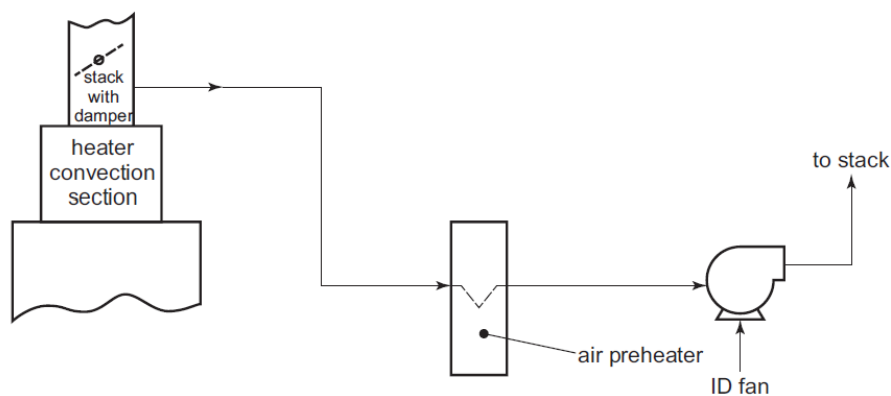 stack
with
damper
heater
convection
section
to stack
air preheater
ID fan